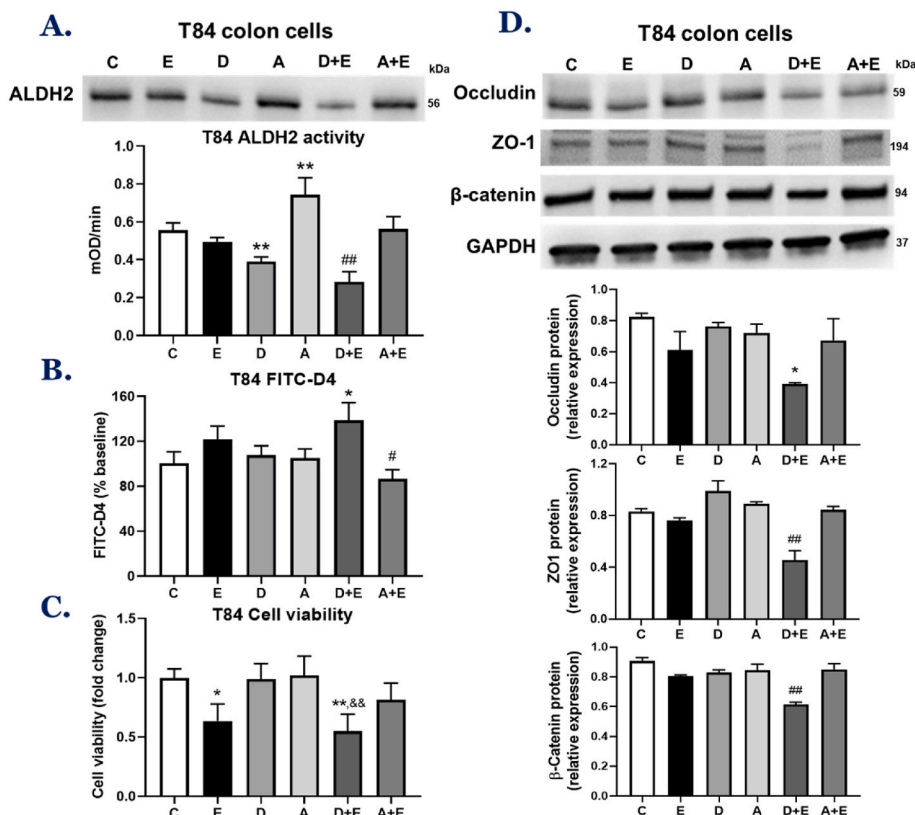 A.
T84 colon cells
C E D A D+E A+E
kDa
ALDH2
56
T84 ALDH2 activity
mOD/min
0.0
0.2
0.4
0.6
0.8
1.0
**
**
##
C E D A D+E A+E
B.
T84 FITC-D4
FITC-D4 (% baseline)
160
120
80
40
0
*
#
C E D A D+E A+E
C.
T84 Cell viability
Cell viability (fold change)
1.5
1.0
0.5
0.0
*
**,&&
C E D A D+E A+E
D.
T84 colon cells
C E D A D+E A+E
kDa
Occludin
59
ZO-1
194
β-catenin
94
GAPDH
37
Occludin protein
(relative expression)
1.0
0.8
0.6
0.4
0.2
0.0
*
C E D A D+E A+E
ZO1 protein
(relative expression)
1.2
0.8
0.4
0.0
##
C E D A D+E A+E
β-Catenin protein
(relative expression)
1.0
0.8
0.6
0.4
0.2
0.0
##
C E D A D+E A+E